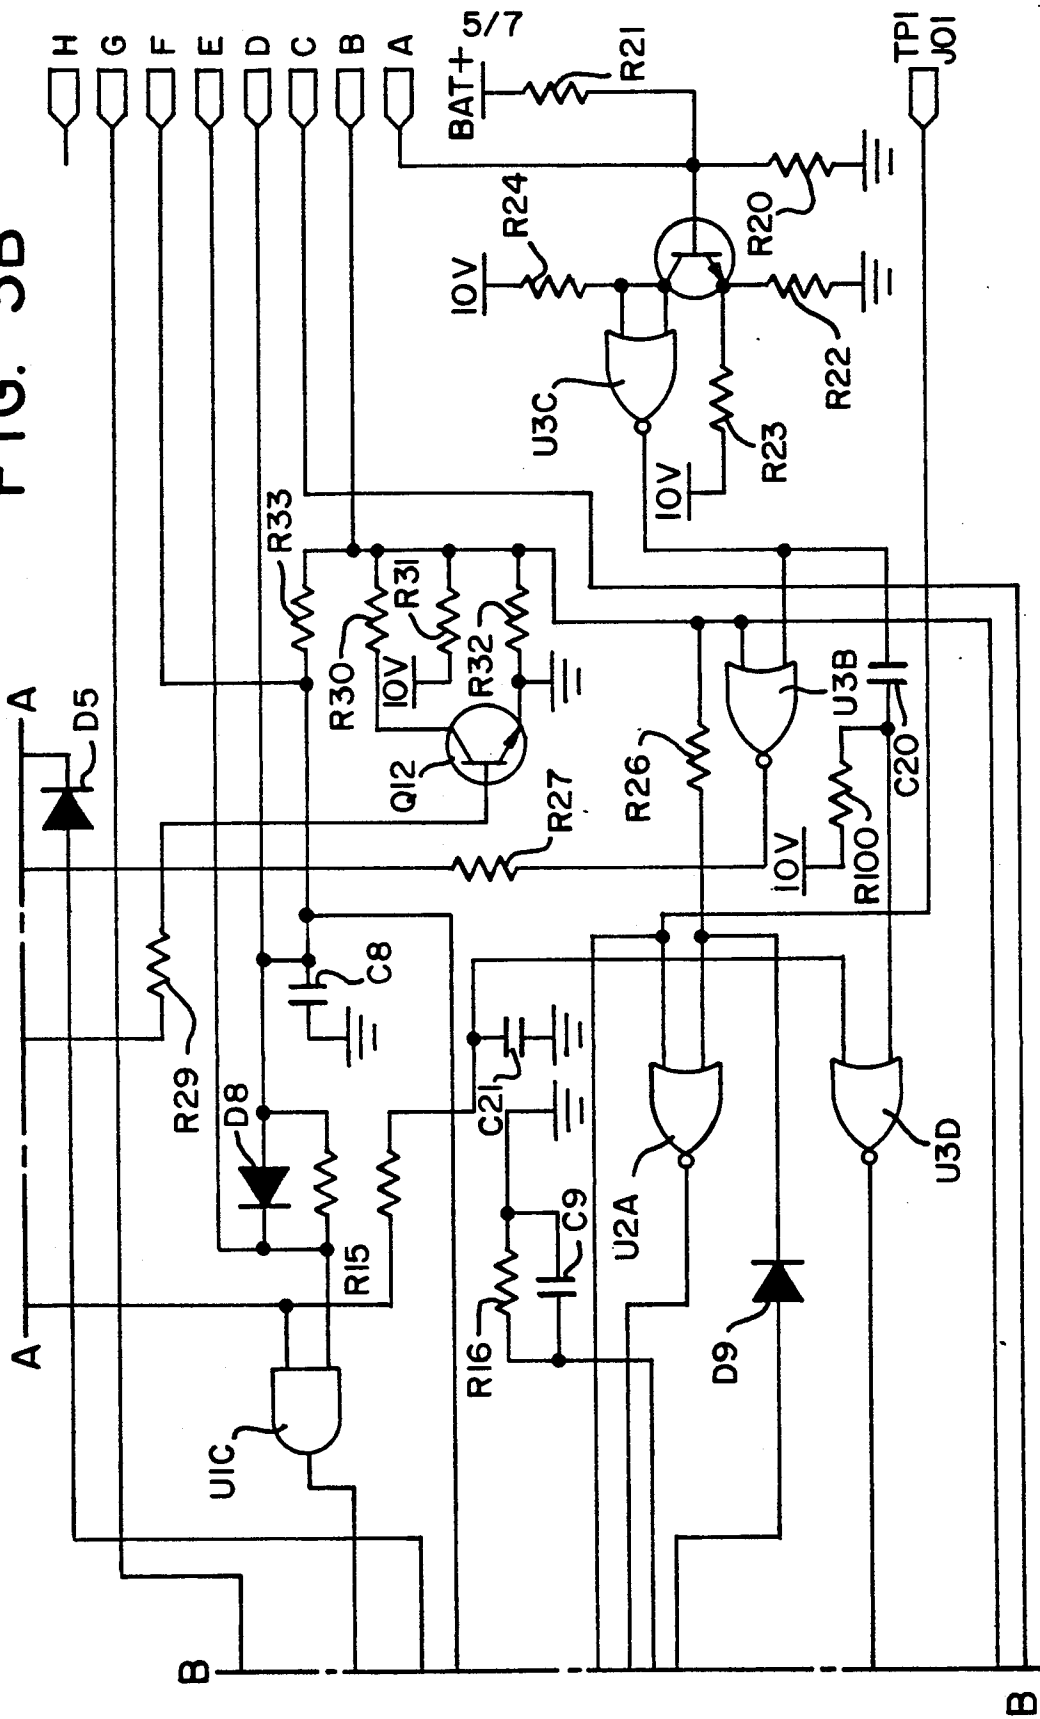 FIG. 5B
H
G
F
E
D
C
B
A
5/7
BAT+
R21
TP1
J01
R24
10V
R20
R22
U3C
R23
10V
R33
R30
R31
10V
R32
A
D5
Q12
R27
R26
U3B
C20
10V
R100
C8
R29
D8
C21
U2A
U3D
R15
C9
R16
D9
A
U1C
B
B